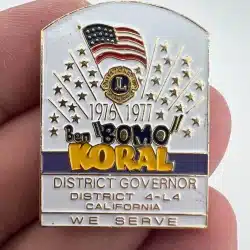 L
1976 1977
Ben "BOMO"
KORAL
DISTRICT GOVERNOR
DISTRICT 4-L4
CALIFORNIA
WE SERVE